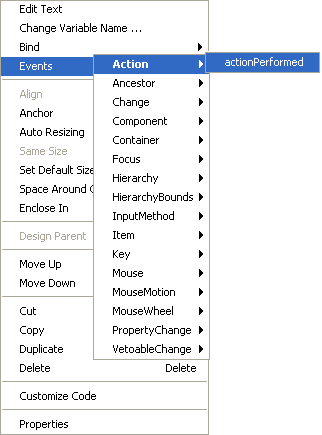 Edit Text
Change Variable Name ...
Bind
Events
Align
Anchor
Auto Resizing
Same Size
Set Default Size
Space Around
Enclose In
Design Parent
Move Up
Move Down
Cut
Copy
Duplicate
Delete Delete
Customize Code
Properties
Action
Ancestor
Change
Component
Container
Focus
Hierarchy
HierarchyBounds
InputMethod
Item
Key
Mouse
MouseMotion
MouseWheel
PropertyChange
VetoableChange
actionPerformed